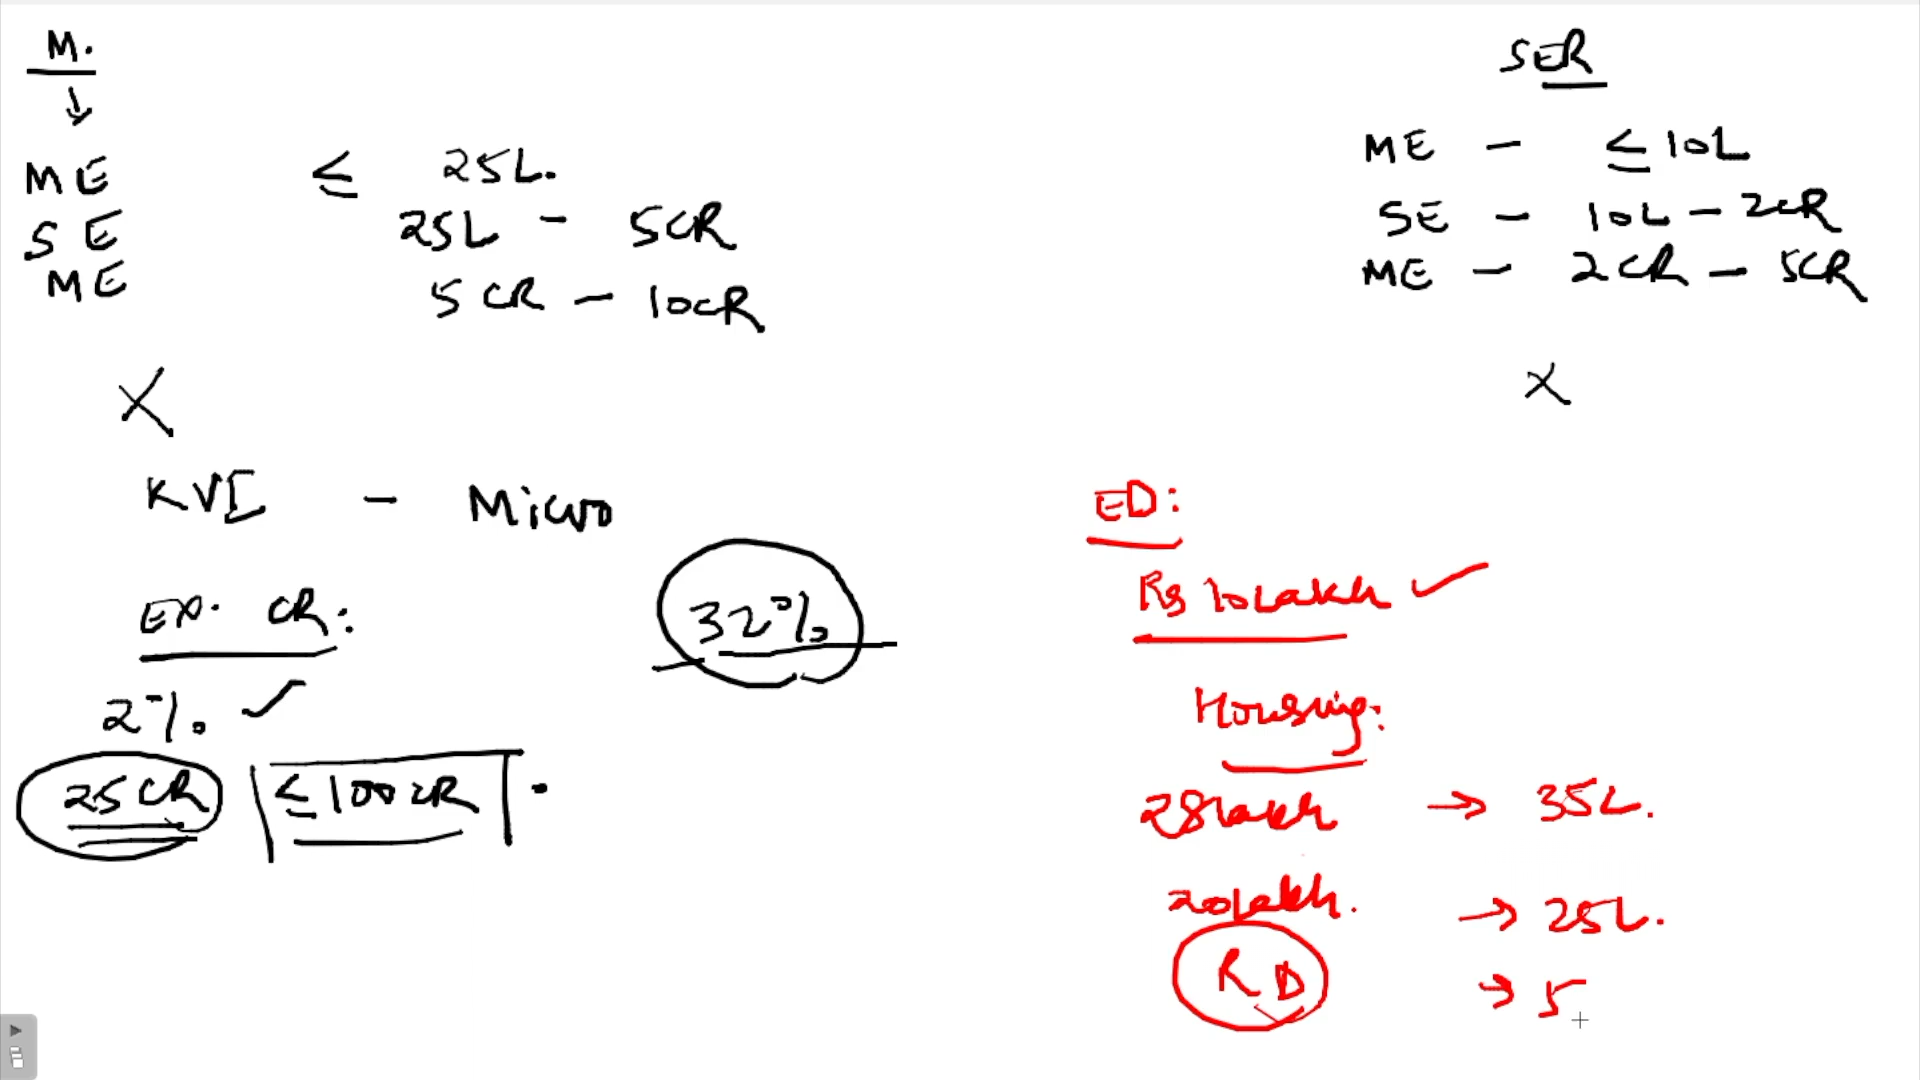 M.
ME ≤ 25L.
SE 25L - 5CR
ME 5CR - 10CR
X
KVI - Micro
EX. CR:
2%. ✓
25CR ≤100CR .
32%
SER
ME - ≤10L
SE - 10L - 2CR
ME - 2CR - 5CR
X
ED:
Rs 10Lakh ✓
Housing:
28lakh → 35L.
20lakh. → 25L.
RD → 5